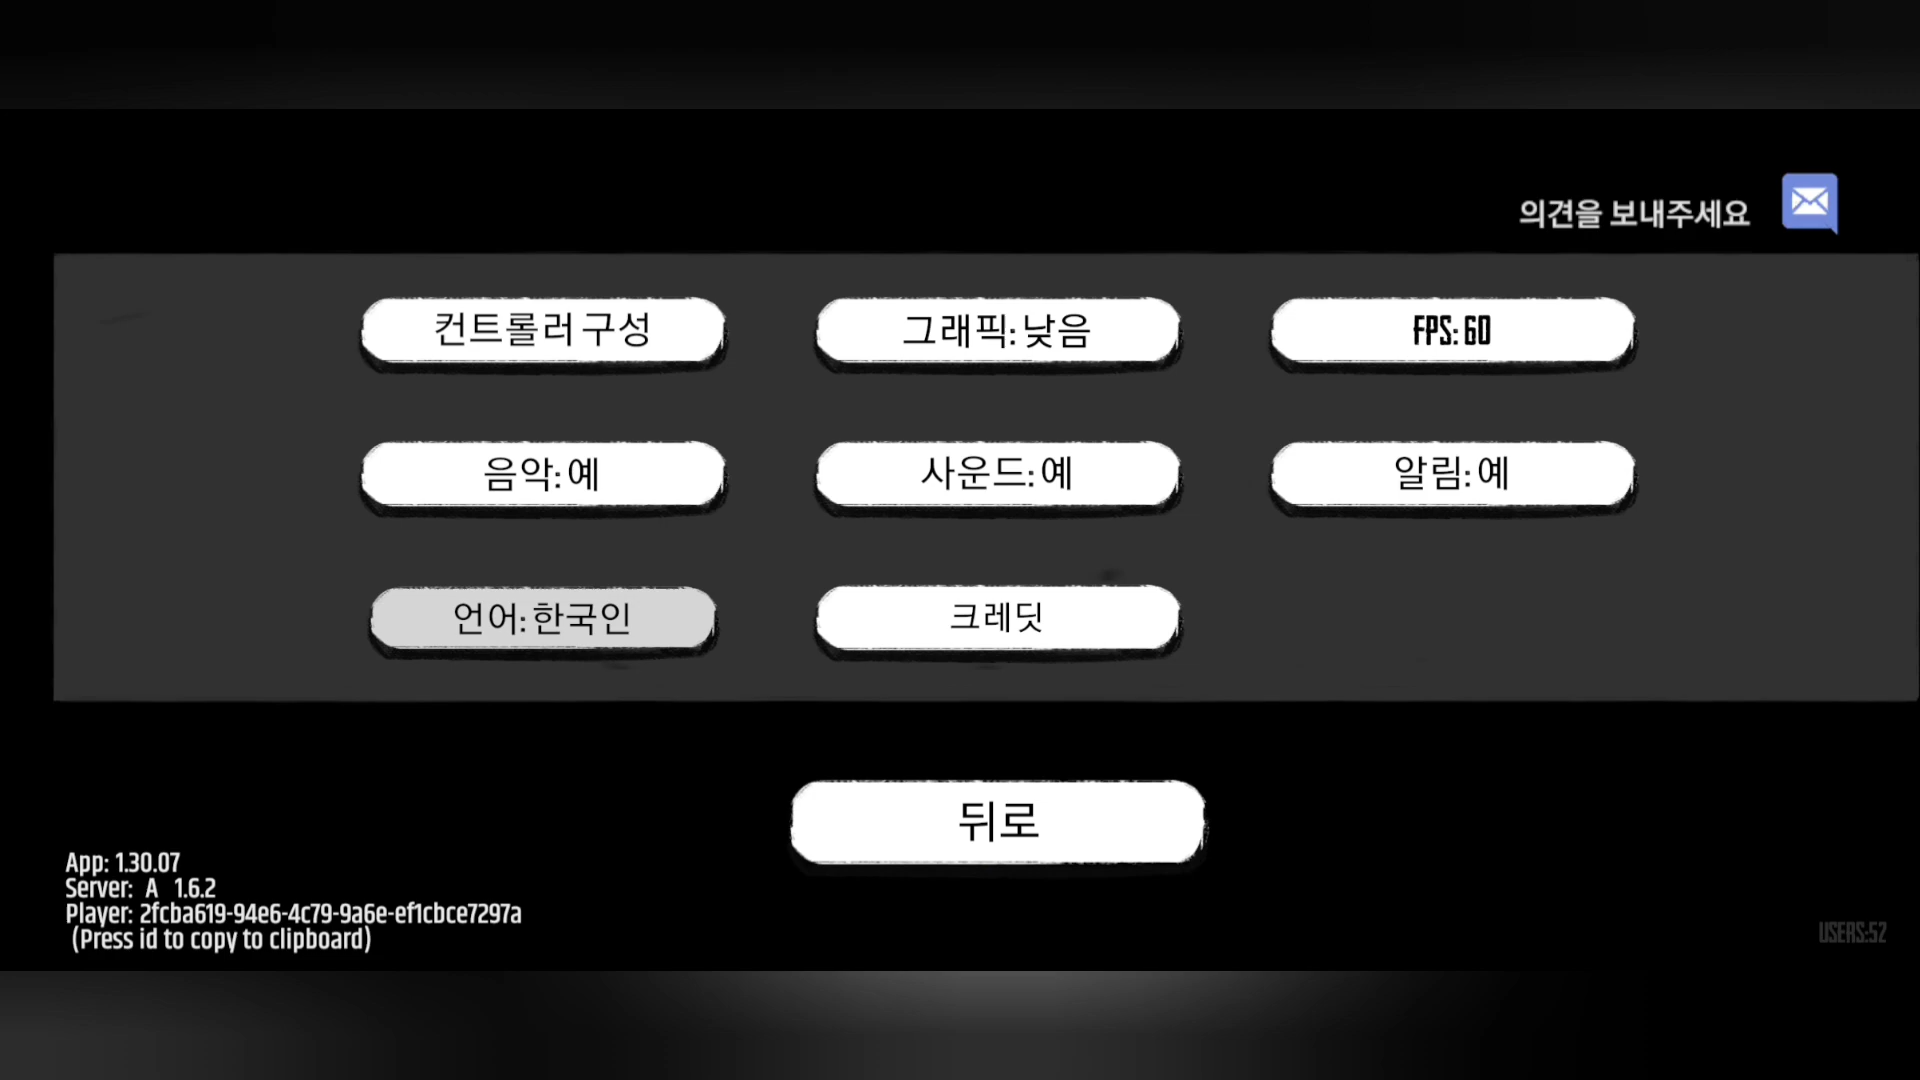 의견을 보내주세요
컨트롤러 구성
그래픽: 낮음
FPS: 60
음악: 예
사운드: 예
알림: 예
언어: 한국인
크레딧
뒤로
App: 1.30.07
Server: A 1.6.2
Player: 2fcba619-94e6-4c79-9a6e-ef1cbce7297a
(Press id to copy to clipboard)
USERS:52